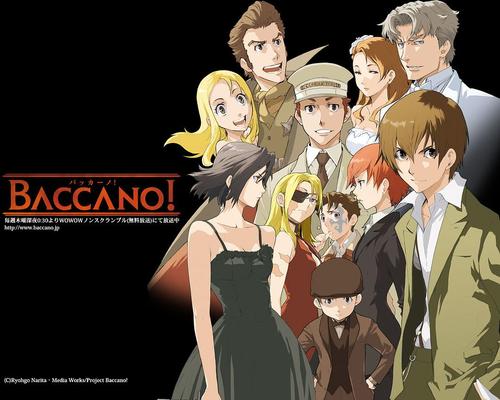 バッカーノ!
BACCANO!
毎週木曜深夜0:30よりWOWOWノンスクランブル(無料放送)にて放送中
http://www.baccano.jp
(C)Ryohgo Narita・Media Works/Project Baccano!